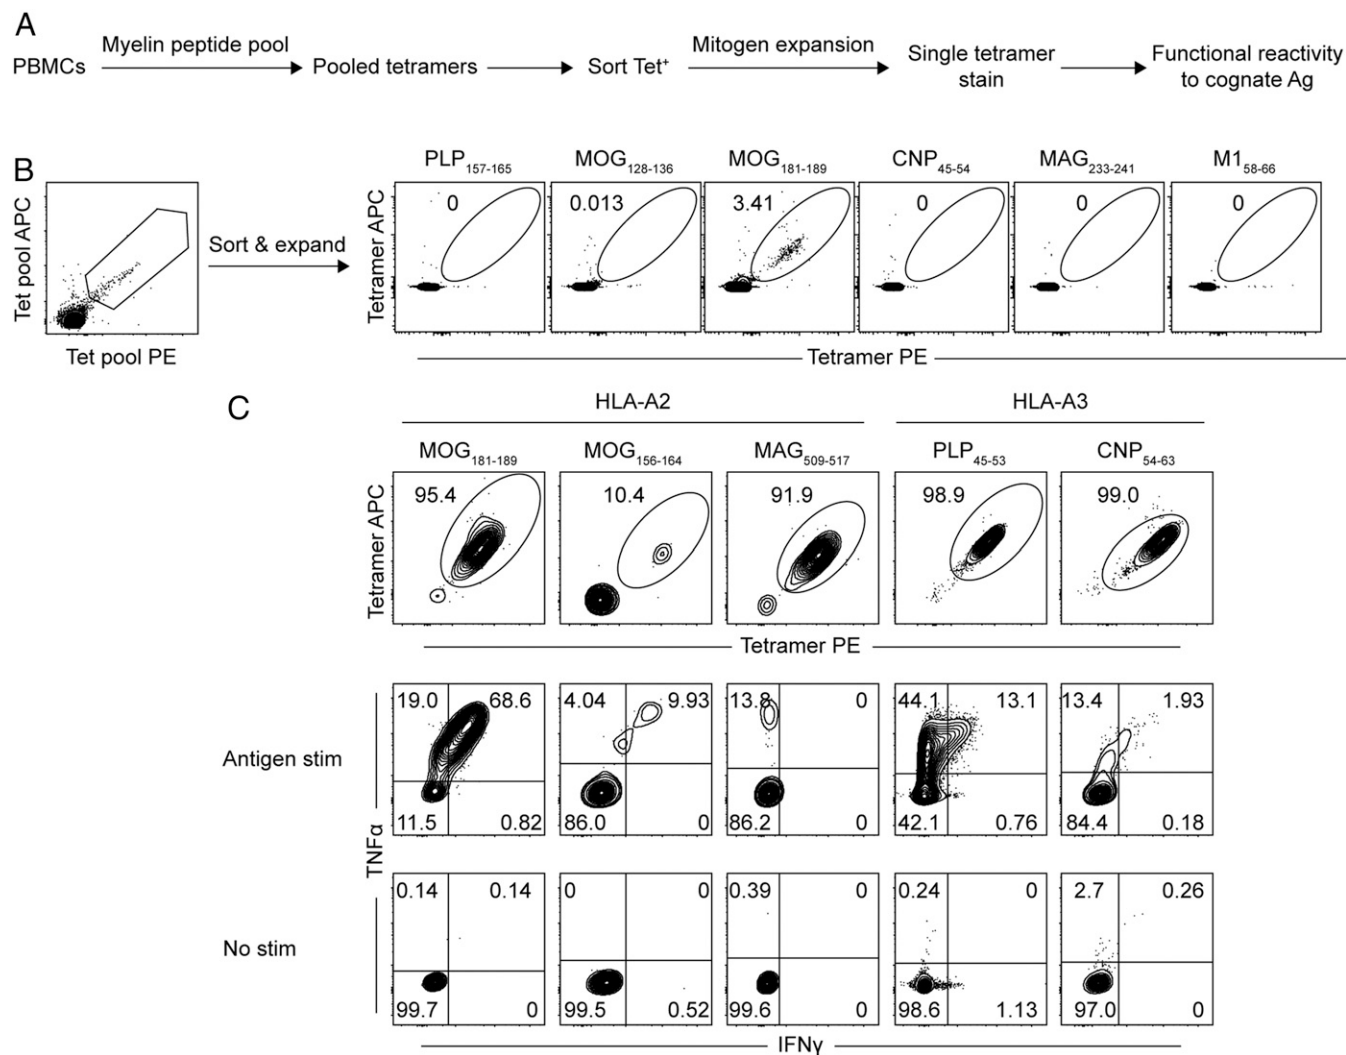 A
PBMCs
Myelin peptide pool
Pooled tetramers
Sort Tet⁺
Mitogen expansion
Single tetramer
stain
Functional reactivity
to cognate Ag
B
Tet pool APC
Tet pool PE
Sort & expand
PLP₁₅₇₋₁₆₅ MOG₁₂₈₋₁₃₆ MOG₁₈₁₋₁₈₉ CNP₄₅₋₅₄ MAG₂₃₃₋₂₄₁ M1₅₈₋₆₆
Tetramer APC
0 0.013 3.41 0 0 0
Tetramer PE
C
HLA-A2 HLA-A3
MOG₁₈₁₋₁₈₉ MOG₁₅₆₋₁₆₄ MAG₅₀₉₋₅₁₇ PLP₄₅₋₅₃ CNP₅₄₋₆₃
Tetramer APC
95.4 10.4 91.9 98.9 99.0
Tetramer PE
Antigen stim
19.0 68.6 4.04 9.93 13.8 0 44.1 13.1 13.4 1.93
11.5 0.82 86.0 0 86.2 0 42.1 0.76 84.4 0.18
TNFα
No stim
0.14 0.14 0 0 0.39 0 0.24 0 2.7 0.26
99.7 0 99.5 0.52 99.6 0 98.6 1.13 97.0 0
IFNγ